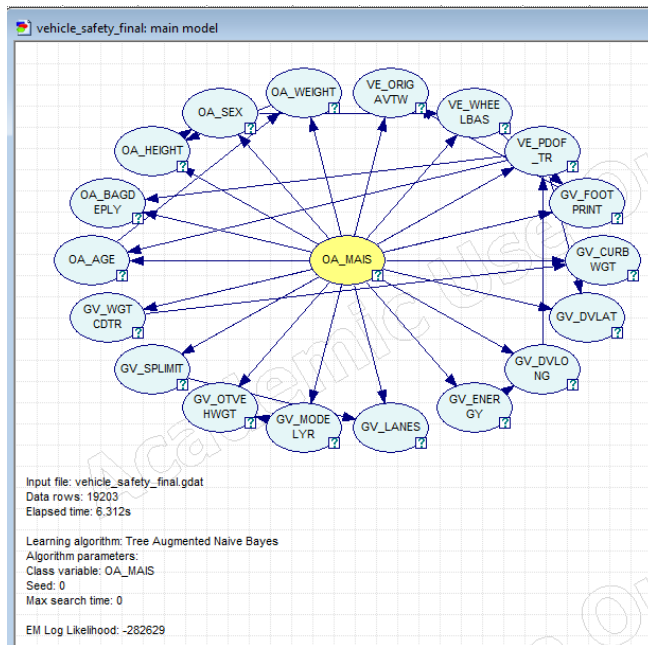 vehicle_safety_final: main model
OA_WEIGHT
VE_ORIG
AVTW
OA_SEX
VE_WHEE
LBAS
OA_HEIGHT
VE_PDOF
_TR
OA_BAGD
EPLY
GV_FOOT
PRINT
OA_AGE
OA_MAIS
GV_CURB
WGT
GV_WGT
CDTR
GV_DVLAT
GV_SPLIMIT
GV_DVLO
NG
GV_OTVE
HWGT
GV_MODE
LYR
GV_LANES
GV_ENER
GY
Academic Use On
Input file: vehicle_safety_final.gdat
Data rows: 19203
Elapsed time: 6.312s
Learning algorithm: Tree Augmented Naive Bayes
Algorithm parameters:
Class variable: OA_MAIS
Seed: 0
Max search time: 0
EM Log Likelihood: -282629